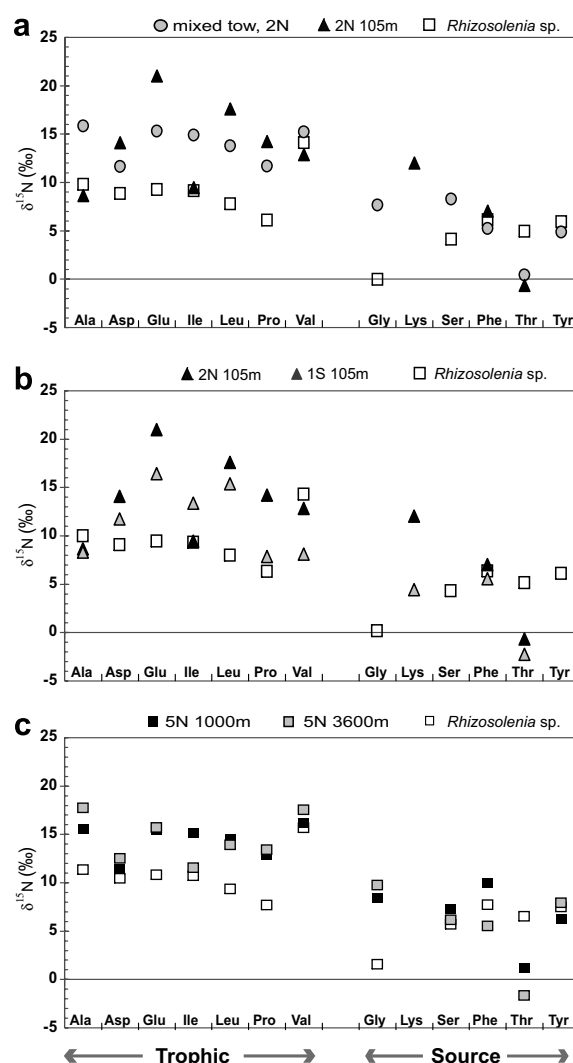 a mixed tow, 2N 2N 105m Rhizosolenia sp.
25
20
15
10
5
0
-5
δ15N (‰)
Ala Asp Glu Ile Leu Pro Val Gly Lys Ser Phe Thr Tyr
b 2N 105m 1S 105m Rhizosolenia sp.
25
20
15
10
5
0
-5
δ15N (‰)
Ala Asp Glu Ile Leu Pro Val Gly Lys Ser Phe Thr Tyr
c 5N 1000m 5N 3600m Rhizosolenia sp.
25
20
15
10
5
0
-5
δ15N (‰)
Ala Asp Glu Ile Leu Pro Val Gly Lys Ser Phe Thr Tyr
Trophic Source